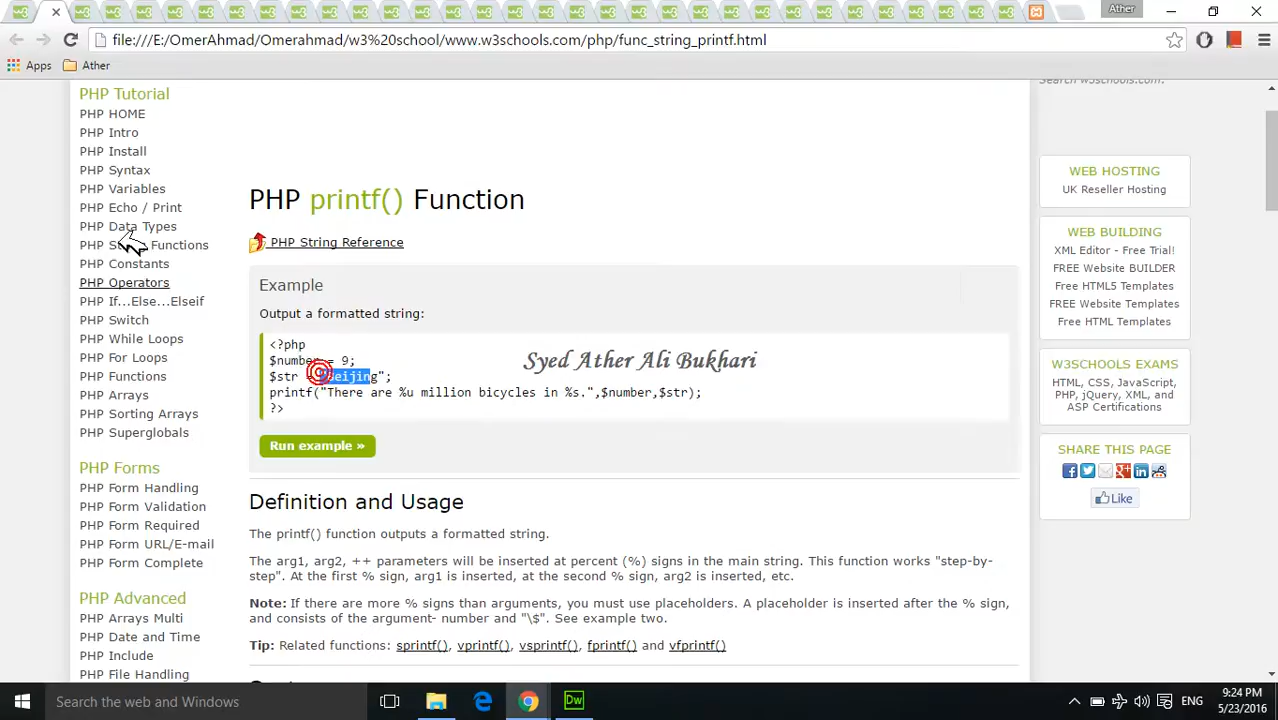 Ather
file:///E:/OmerAhmad/Omerahmad/w3%20school/www.w3schools.com/php/func_string_printf.html
Apps
Ather
PHP Tutorial
PHP HOME
PHP Intro
PHP Install
PHP Syntax
PHP Variables
PHP Echo / Print
PHP Data Types
PHP Functions
PHP Constants
PHP Operators
PHP If...Else...Elseif
PHP Switch
PHP While Loops
PHP For Loops
PHP Functions
PHP Arrays
PHP Sorting Arrays
PHP Superglobals
PHP Forms
PHP Form Handling
PHP Form Validation
PHP Form Required
PHP Form URL/E-mail
PHP Form Complete
PHP Advanced
PHP Arrays Multi
PHP Date and Time
PHP Include
PHP File Handling
PHP printf() Function
PHP String Reference
Example
Output a formatted string:
<?php
$number = 9;
$str "Beijing";
printf("There are %u million bicycles in %s.",$number,$str);
?>
Syed Ather Ali Bukhari
Run example »
Definition and Usage
The printf() function outputs a formatted string.
The arg1, arg2, ++ parameters will be inserted at percent (%) signs in the main string. This function works "step-by-
step". At the first % sign, arg1 is inserted, at the second % sign, arg2 is inserted, etc.
Note: If there are more % signs than arguments, you must use placeholders. A placeholder is inserted after the % sign,
and consists of the argument- number and "\$". See example two.
Tip: Related functions: sprintf(), vprintf(), vsprintf(), fprintf() and vfprintf()
Search w3schools.com:
WEB HOSTING
UK Reseller Hosting
WEB BUILDING
XML Editor - Free Trial!
FREE Website BUILDER
Free HTML5 Templates
FREE Website Templates
Free HTML Templates
W3SCHOOLS EXAMS
HTML, CSS, JavaScript,
PHP, jQuery, XML, and
ASP Certifications
SHARE THIS PAGE
Like
Search the web and Windows
Dw
ENG
9:24 PM
5/23/2016